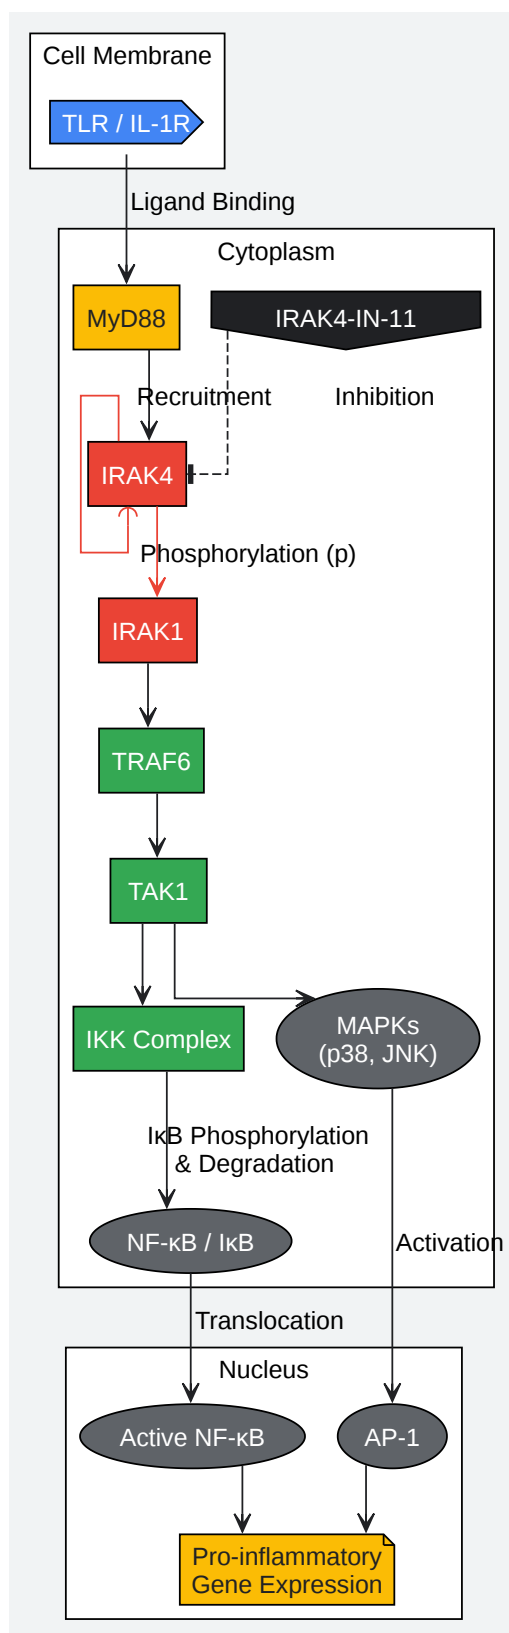 Cell Membrane
TLR / IL-1R
Ligand Binding
Cytoplasm
MyD88
IRAK4-IN-11
Recruitment
Inhibition
IRAK4
Phosphorylation (p)
IRAK1
TRAF6
TAK1
IKK Complex
MAPKs
(p38, JNK)
IκB Phosphorylation
& Degradation
NF-κB / IκB
Activation
Translocation
Nucleus
Active NF-κB
AP-1
Pro-inflammatory
Gene Expression